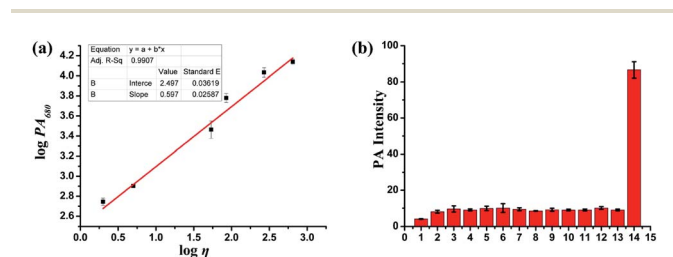 (a)
Equation y = a + b*x
Adj. R-Sq 0.9907
Value Standard E
B Interce 2.497 0.03619
B Slope 0.597 0.02587
4.2
4.0
3.8
3.6
3.4
3.2
3.0
2.8
2.6
log PA680
0.0 0.5 1.0 1.5 2.0 2.5 3.0
log η
(b)
100
80
60
40
20
0
PA Intensity
0 1 2 3 4 5 6 7 8 9 10 11 12 13 14 15